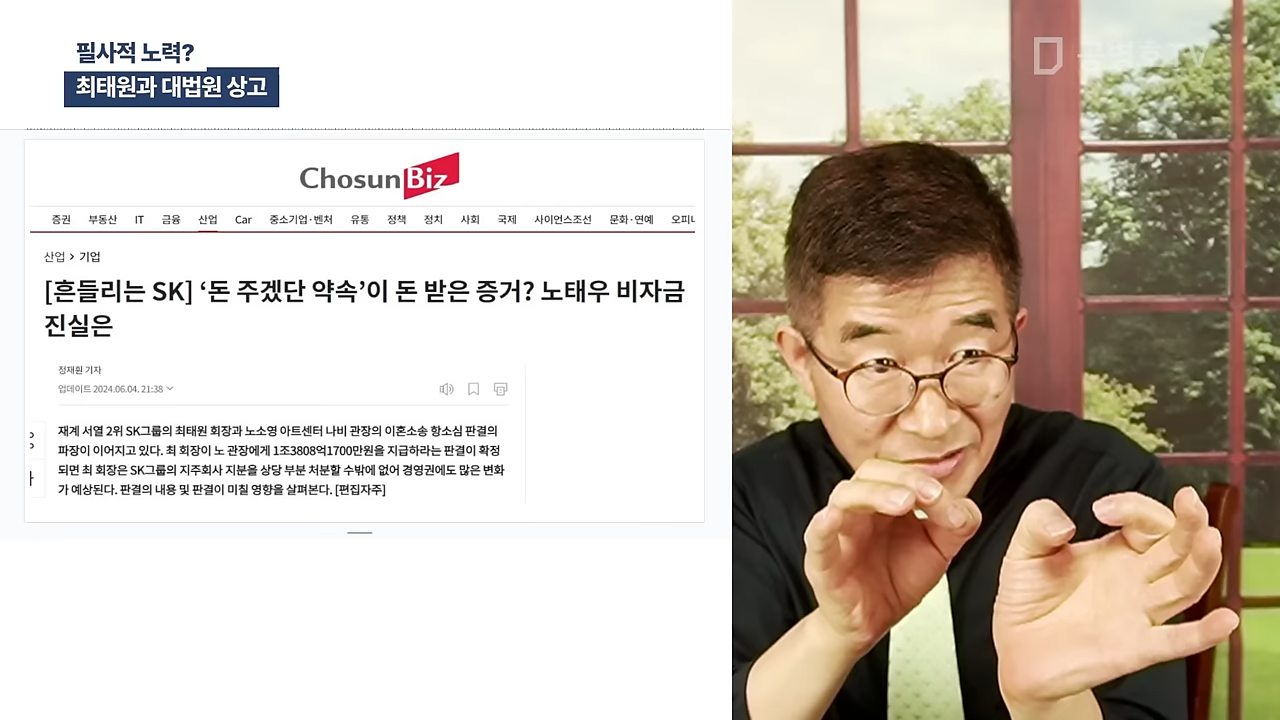 필사적 노력?
최태원과 대법원 상고
ChosunBiz
증권 부동산 IT 금융 산업 Car 중소기업·벤처 유통 정책 정치 사회 국제 사이언스조선 문화·연예
산업 > 기업
[흔들리는 SK] ‘돈 주겠단 약속’이 돈 받은 증거? 노태우 비자금
진실은
정재원 기자
업데이트 2024.06.04. 21:38
재계 서열 2위 SK그룹의 최태원 회장과 노소영 아트센터 나비 관장의 이혼소송 항소심 판결의
파장이 이어지고 있다. 최 회장이 노 관장에게 1조3808억1700만원을 지급하라는 판결이 확정
되면 최 회장은 SK그룹의 지주회사 지분을 상당 부분 처분할 수밖에 없어 경영권에도 많은 변화
가 예상된다. 판결의 내용 및 판결이 미칠 영향을 살펴본다. [편집자주]